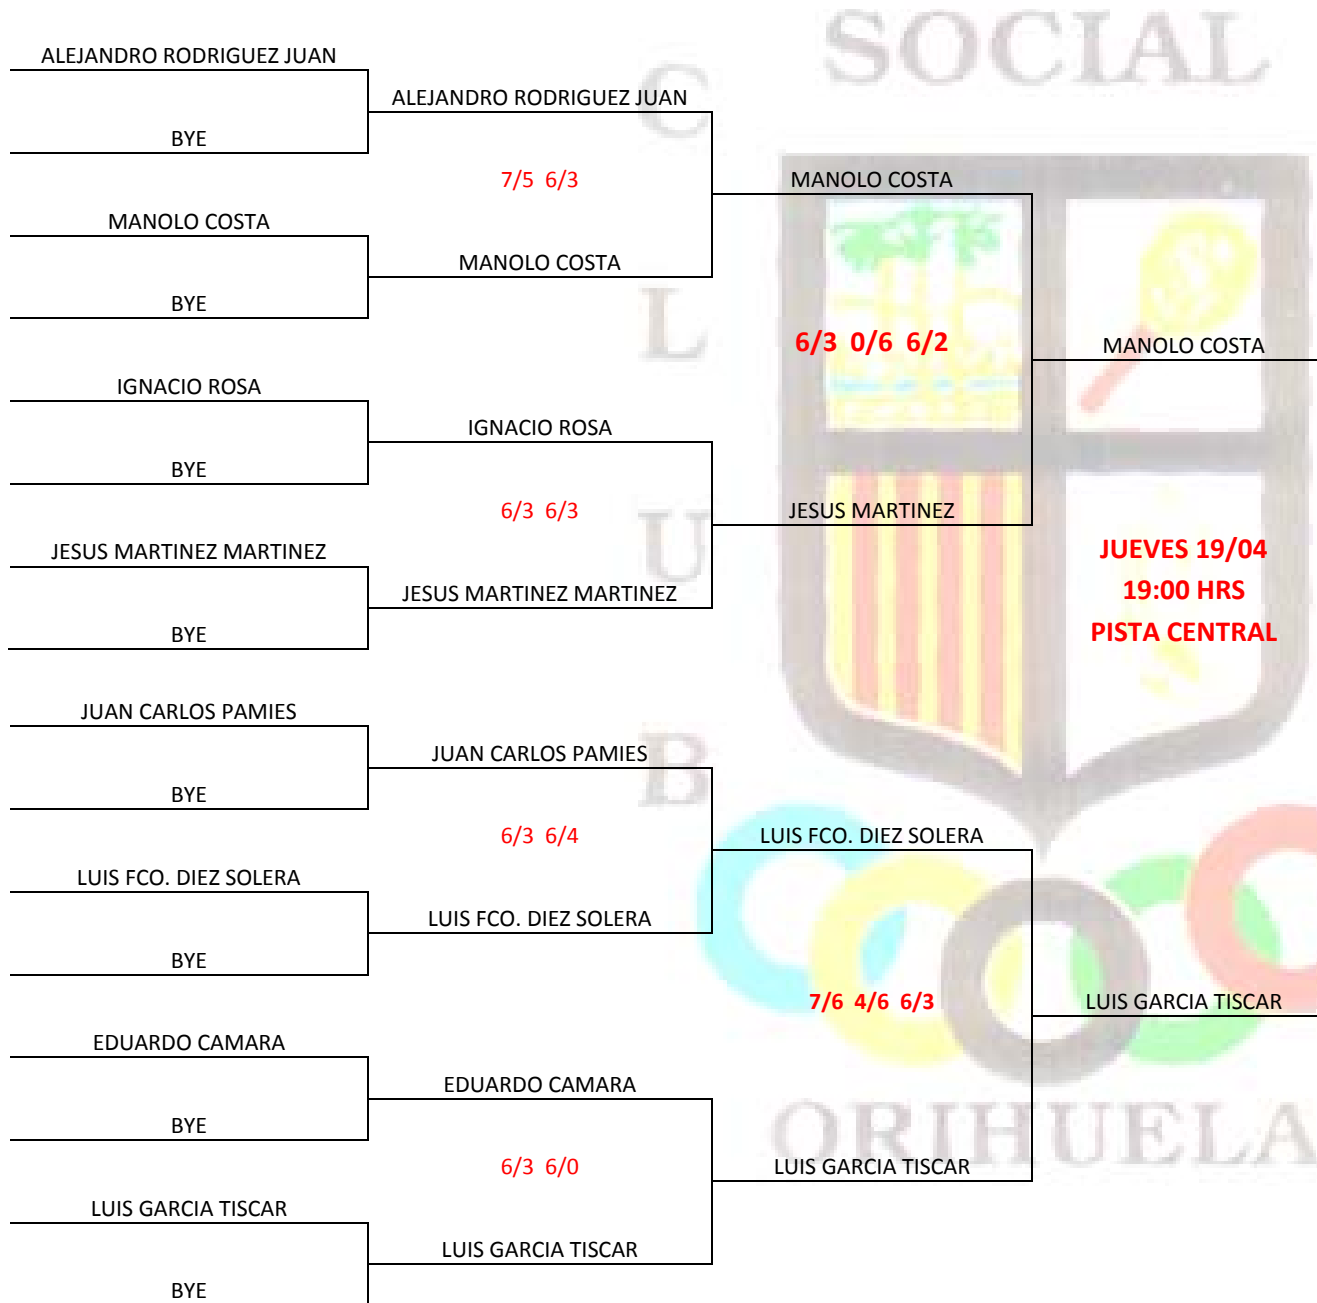 SOCIAL
CLUB
ALEJANDRO RODRIGUEZ JUAN
ALEJANDRO RODRIGUEZ JUAN
BYE
7/5 6/3
MANOLO COSTA
MANOLO COSTA
MANOLO COSTA
BYE
6/3 0/6 6/2
MANOLO COSTA
IGNACIO ROSA
IGNACIO ROSA
BYE
6/3 6/3
JESUS MARTINEZ
JESUS MARTINEZ MARTINEZ
JESUS MARTINEZ MARTINEZ
BYE
JUEVES 19/04
19:00 HRS
PISTA CENTRAL
JUAN CARLOS PAMIES
JUAN CARLOS PAMIES
BYE
6/3 6/4
LUIS FCO. DIEZ SOLERA
LUIS FCO. DIEZ SOLERA
LUIS FCO. DIEZ SOLERA
BYE
7/6 4/6 6/3
LUIS GARCIA TISCAR
EDUARDO CAMARA
EDUARDO CAMARA
BYE
6/3 6/0
LUIS GARCIA TISCAR
LUIS GARCIA TISCAR
LUIS GARCIA TISCAR
BYE
ORIHUELA